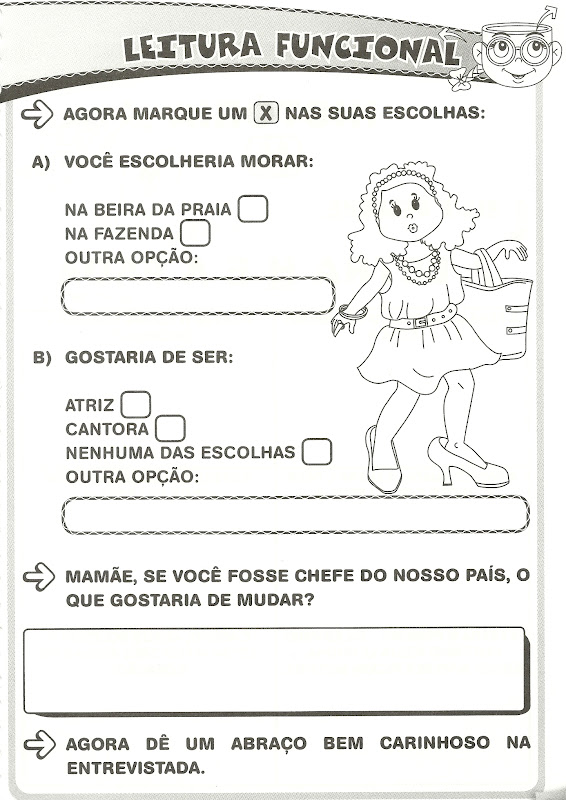 LEITURA FUNCIONAL
AGORA MARQUE UM X NAS SUAS ESCOLHAS:
A) VOCÊ ESCOLHERIA MORAR:
NA BEIRA DA PRAIA
NA FAZENDA
OUTRA OPÇÃO:
B) GOSTARIA DE SER:
ATRIZ
CANTORA
NENHUMA DAS ESCOLHAS
OUTRA OPÇÃO:
MAMÃE, SE VOCÊ FOSSE CHEFE DO NOSSO PAÍS, O
QUE GOSTARIA DE MUDAR?
AGORA DÊ UM ABRAÇO BEM CARINHOSO NA
ENTREVISTADA.